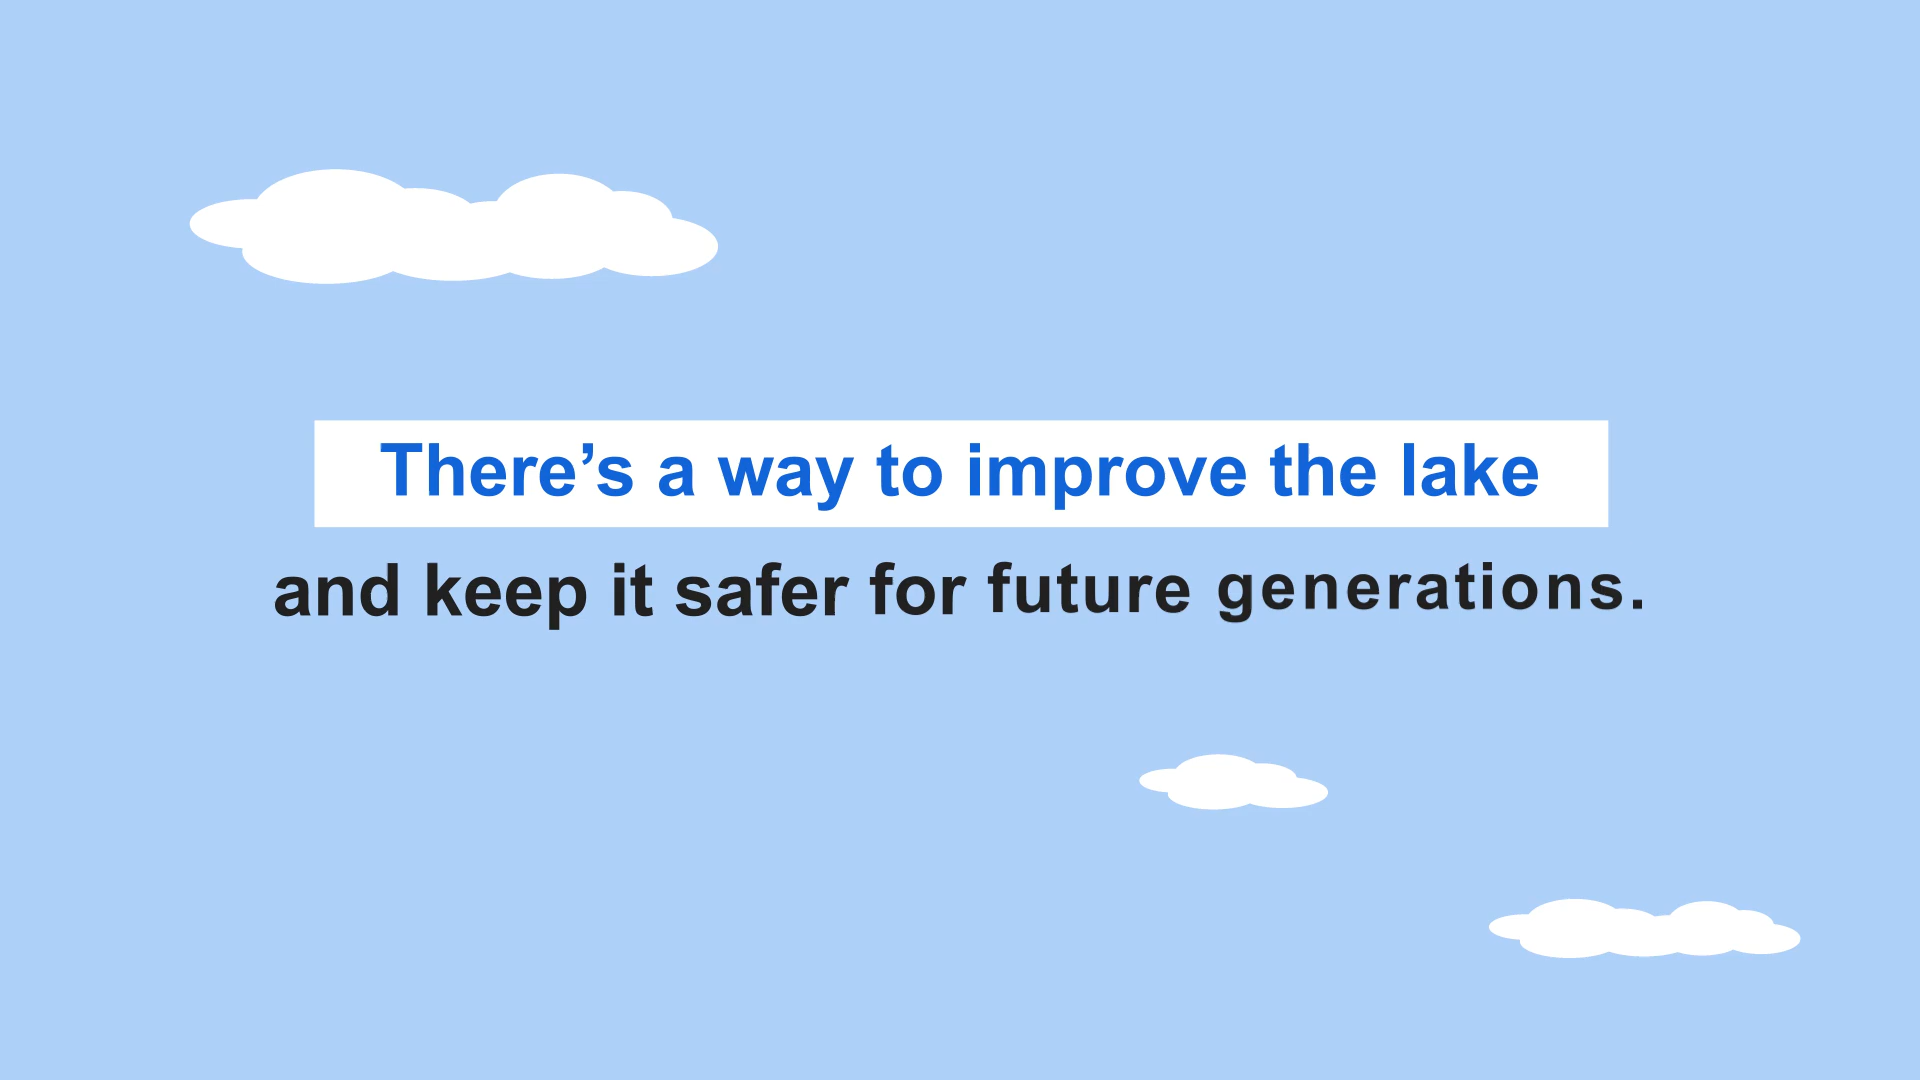 There’s a way to improve the lake
and keep it safer for future generations.